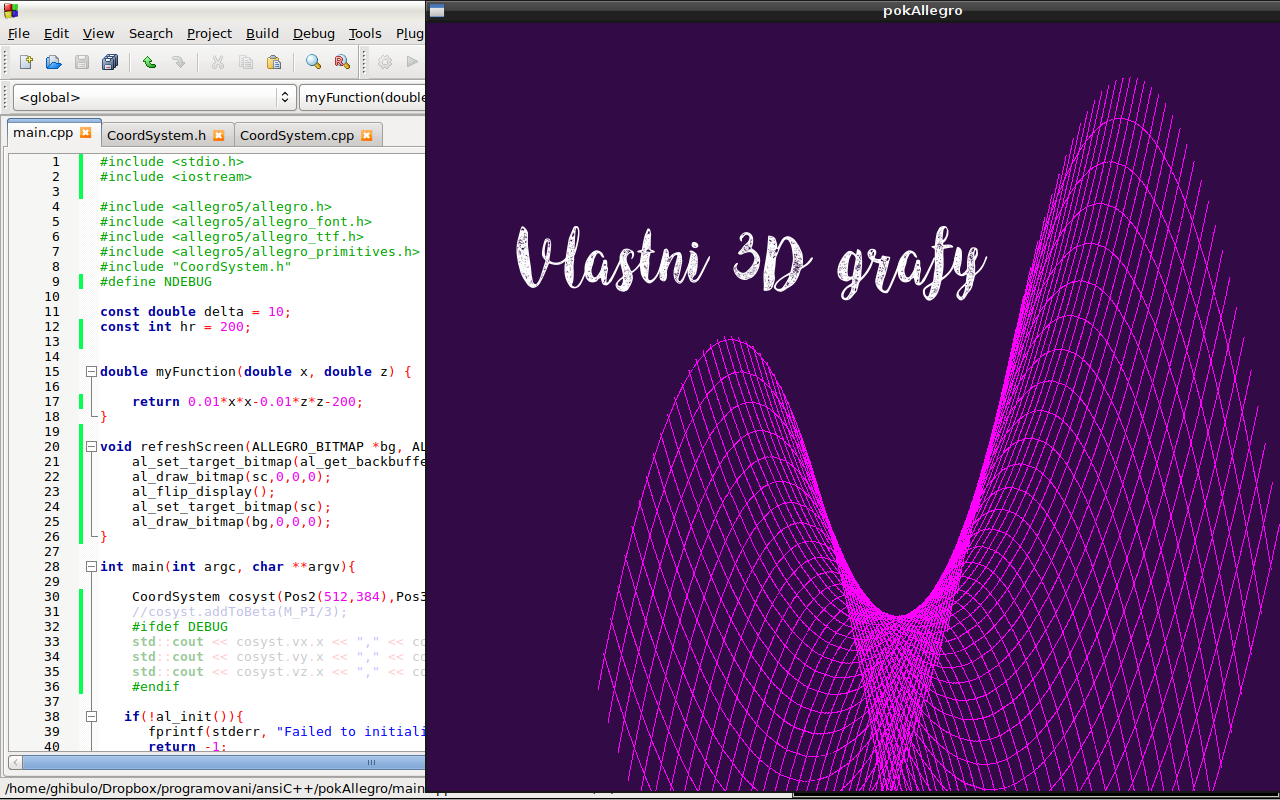 pokAllegro
File Edit View Search Project Build Debug Tools Plug
<global>
myFunction(double
main.cpp CoordSystem.h CoordSystem.cpp
1 #include <stdio.h>
2 #include <iostream>
3
4 #include <allegro5/allegro.h>
5 #include <allegro5/allegro_font.h>
6 #include <allegro5/allegro_ttf.h>
7 #include <allegro5/allegro_primitives.h>
8 #include "CoordSystem.h"
9 #define NDEBUG
10
11 const double delta = 10;
12 const int hr = 200;
13
14
15 double myFunction(double x, double z) {
16
17 return 0.01*x*x-0.01*z*z-200;
18 }
19
20 void refreshScreen(ALLEGRO_BITMAP *bg, AL
21 al_set_target_bitmap(al_get_backbuffe
22 al_draw_bitmap(sc,0,0,0);
23 al_flip_display();
24 al_set_target_bitmap(sc);
25 al_draw_bitmap(bg,0,0,0);
26 }
27
28 int main(int argc, char **argv){
29
30 CoordSystem cosyst(Pos2(512,384),Pos3
31 //cosyst.addToBeta(M_PI/3);
32 #ifdef DEBUG
33 std::cout << cosyst.vx.x << "," << co
34 std::cout << cosyst.vy.x << "," << co
35 std::cout << cosyst.vz.x << "," << co
36 #endif
37
38 if(!al_init()){
39 fprintf(stderr, "Failed to initiali
40 return -1;
Vlastni 3D grafy
/home/ghibulo/Dropbox/programovani/ansiC++/pokAllegro/main